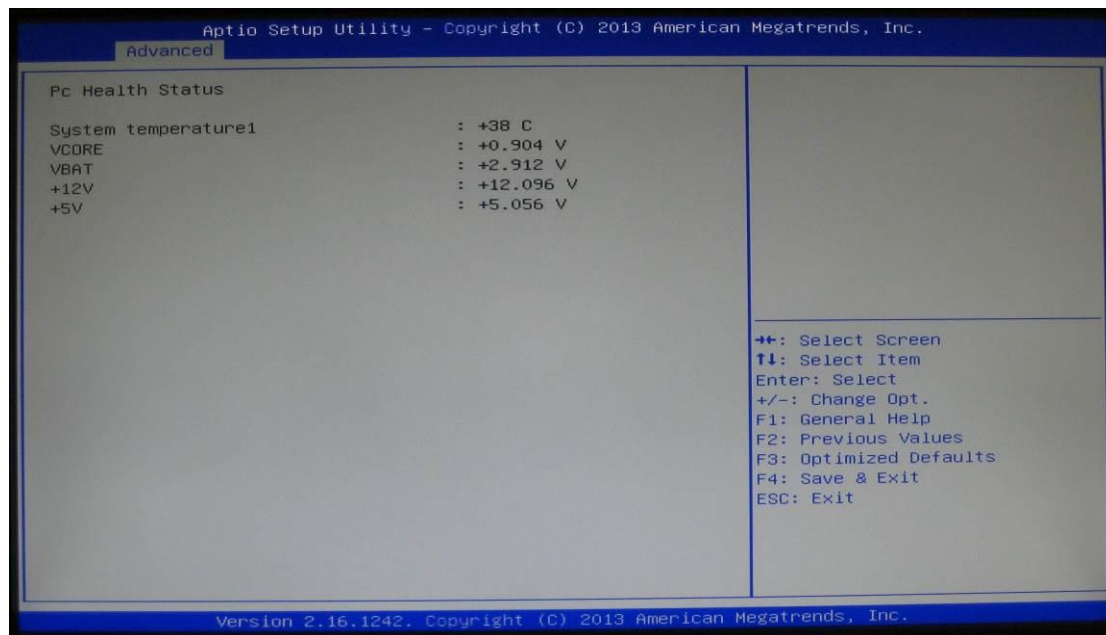 Aptio Setup Utility – Copyright (C) 2013 American Megatrends, Inc.
Advanced
Pc Health Status
System temperature1 : +38 C
VCORE : +0.904 V
VBAT : +2.912 V
+12V : +12.096 V
+5V : +5.056 V
→←: Select Screen
↑↓: Select Item
Enter: Select
+/-: Change Opt.
F1: General Help
F2: Previous Values
F3: Optimized Defaults
F4: Save & Exit
ESC: Exit
Version 2.16.1242. Copyright (C) 2013 American Megatrends, Inc.